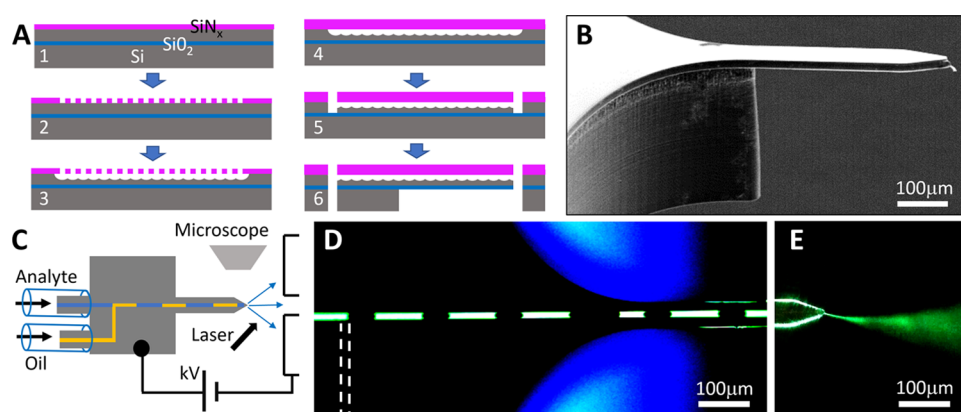 A
SiNx
SiO2
Si
1
2
3
4
5
6
B
100μm
C
Microscope
Analyte
Oil
Laser
kV
D
100μm
E
100μm